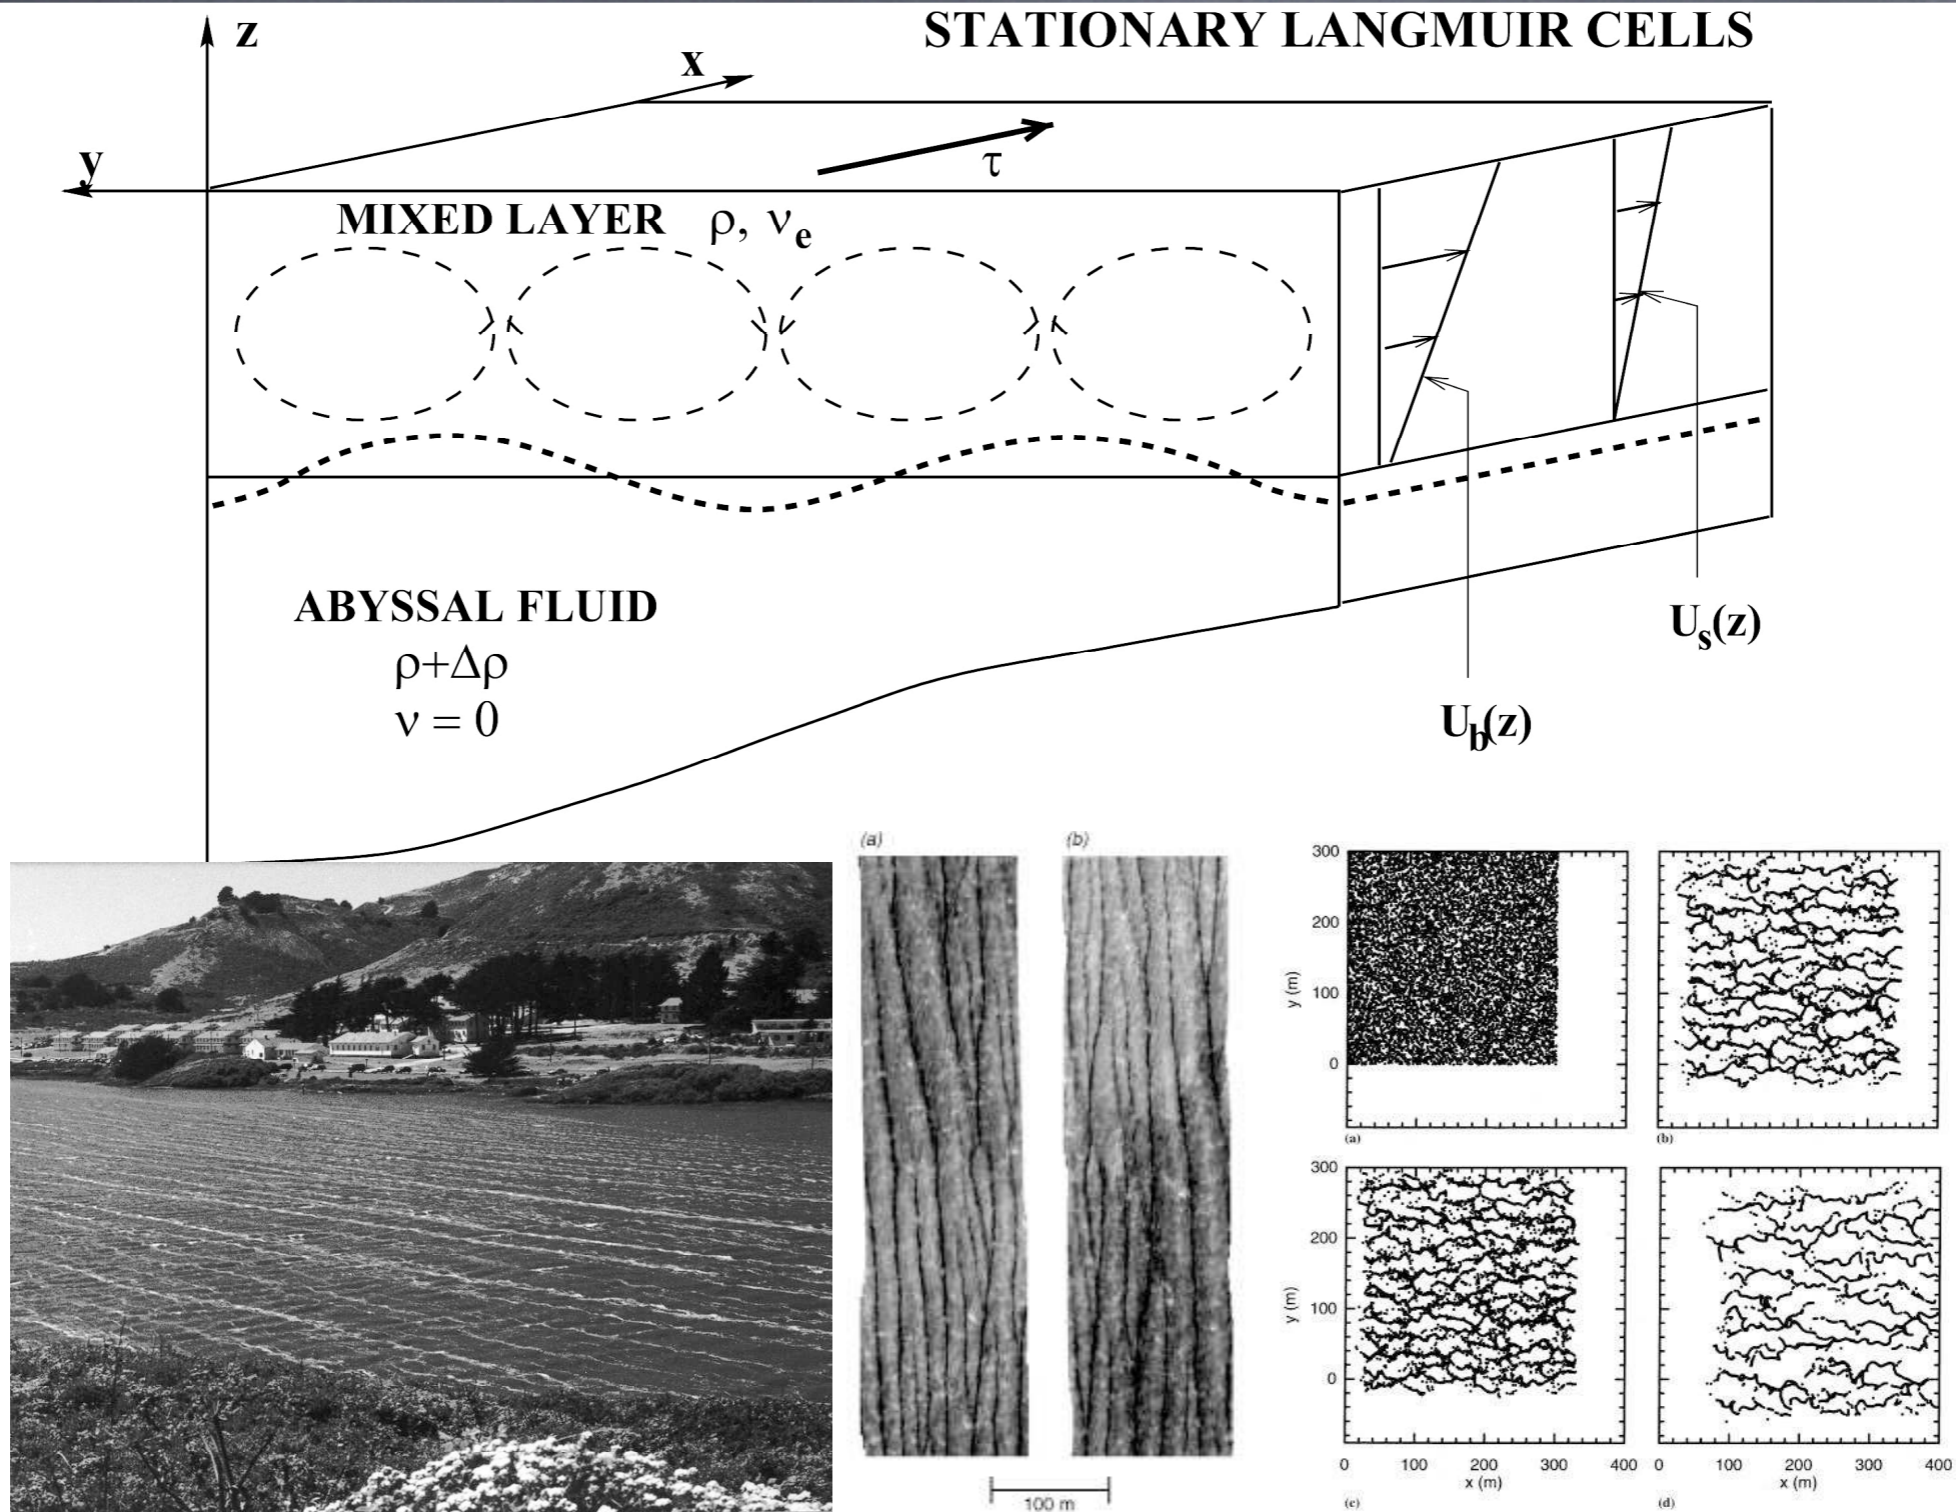 STATIONARY LANGMUIR CELLS
z
x
y
τ
MIXED LAYER ρ, νe
ABYSSAL FLUID
ρ+Δρ
ν = 0
Us(z)
Ub(z)
(a)
(b)
100 m
300
200
100
0
y (m)
(a)
(b)
300
200
100
0
y (m)
0 100 200 300 400
x (m)
(c)
0 100 200 300 400
x (m)
(d)